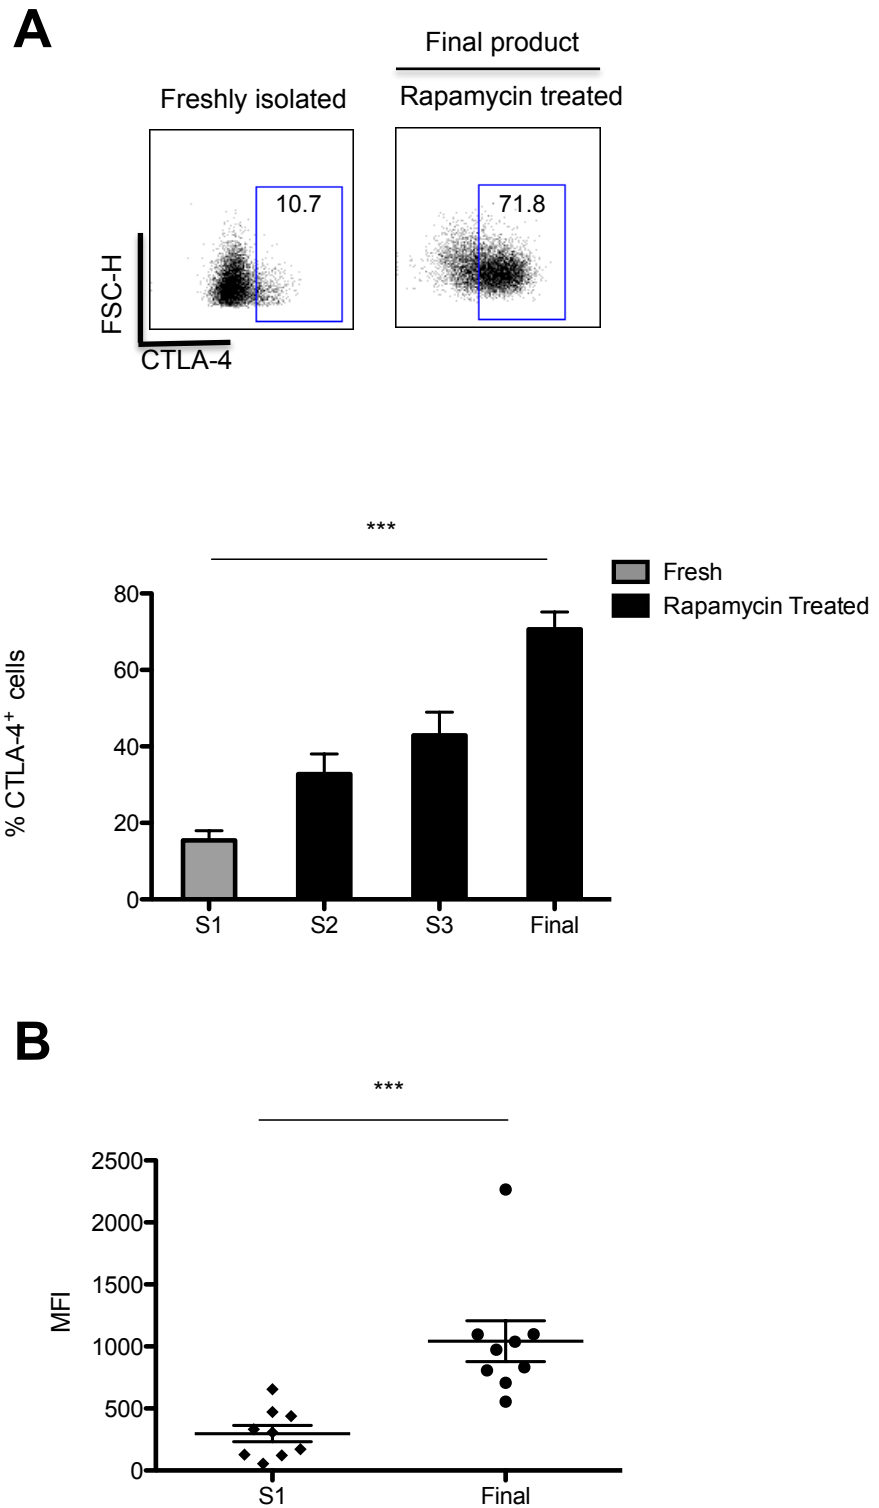 A
Final product
Freshly isolated
Rapamycin treated
10.7
71.8
FSC-H
CTLA-4
***
Fresh
Rapamycin Treated
% CTLA-4⁺ cells
80
60
40
20
0
S1 S2 S3 Final
B
***
MFI
2500
2000
1500
1000
500
0
S1 Final